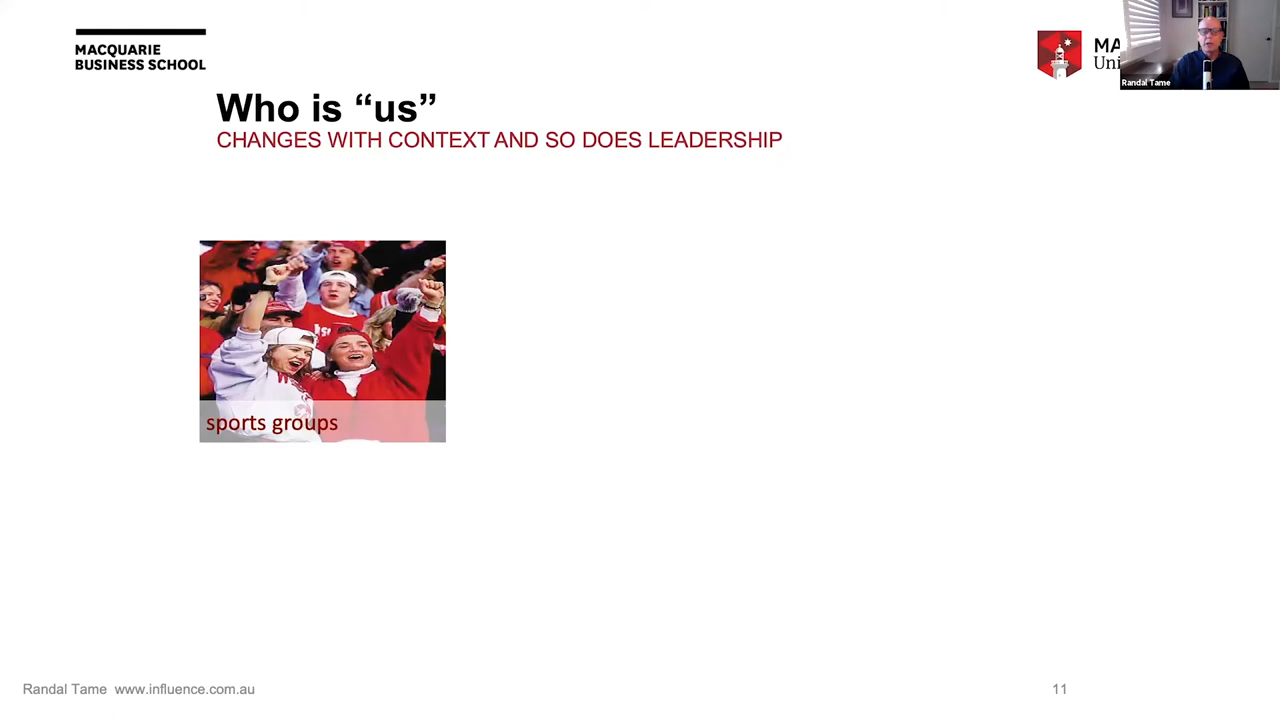 MACQUARIE
BUSINESS SCHOOL
MA
Uni
Randal Tame
Who is “us”
CHANGES WITH CONTEXT AND SO DOES LEADERSHIP
sports groups
Randal Tame www.influence.com.au
11